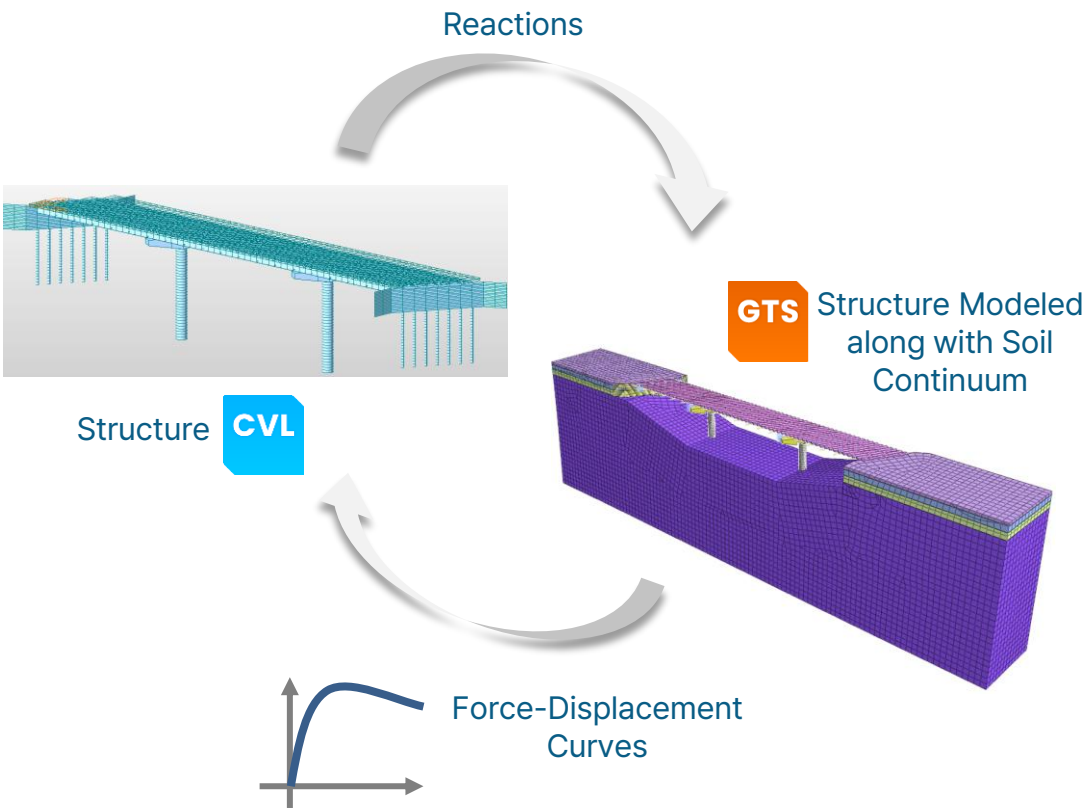 Reactions
GTS
Structure Modeled
along with Soil
Continuum
Structure
CVL
Force-Displacement
Curves